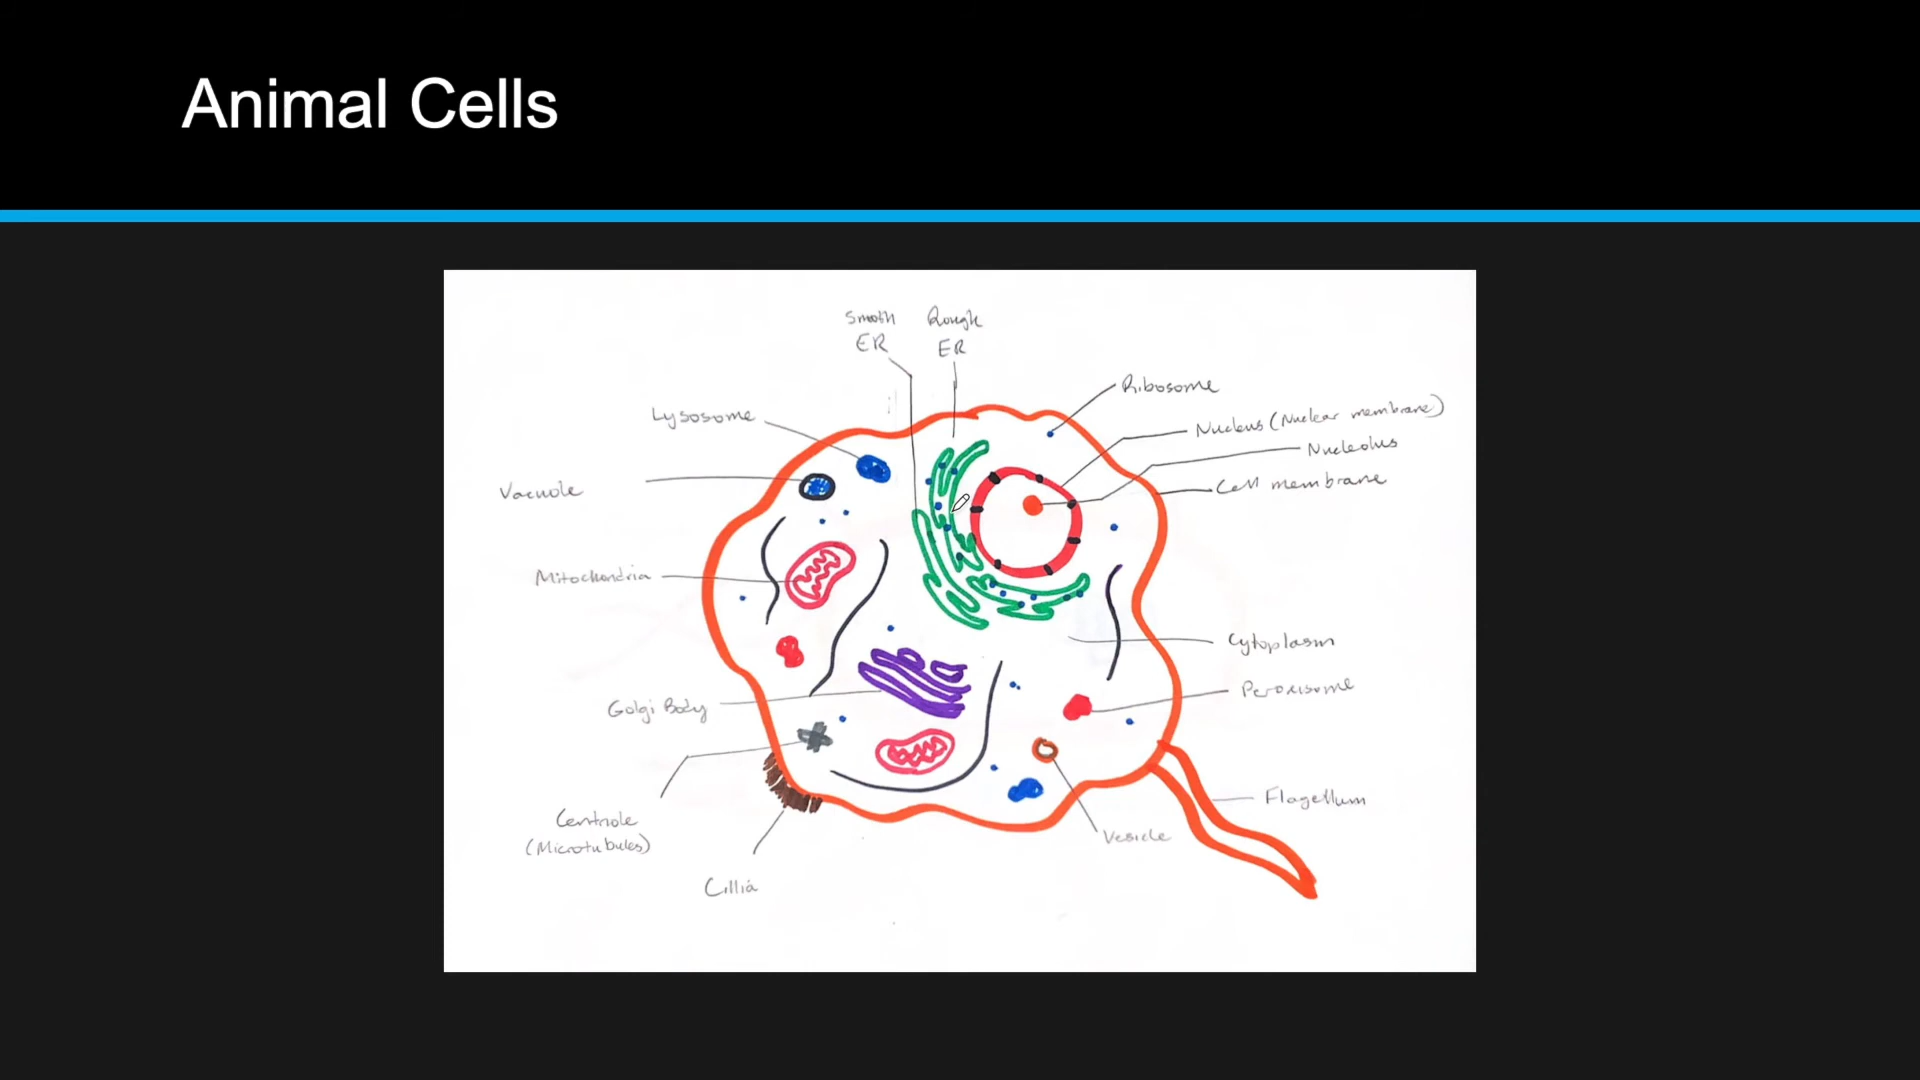 Animal Cells
Smooth
ER
Rough
ER
Ribosome
Lysosome
Nucleus (Nuclear membrane)
Nucleolus
Cell membrane
Vacuole
Mitochondria
Cytoplasm
Peroxisome
Golgi Body
Flagellum
Centriole
(Microtubules)
Vesicle
Cillia